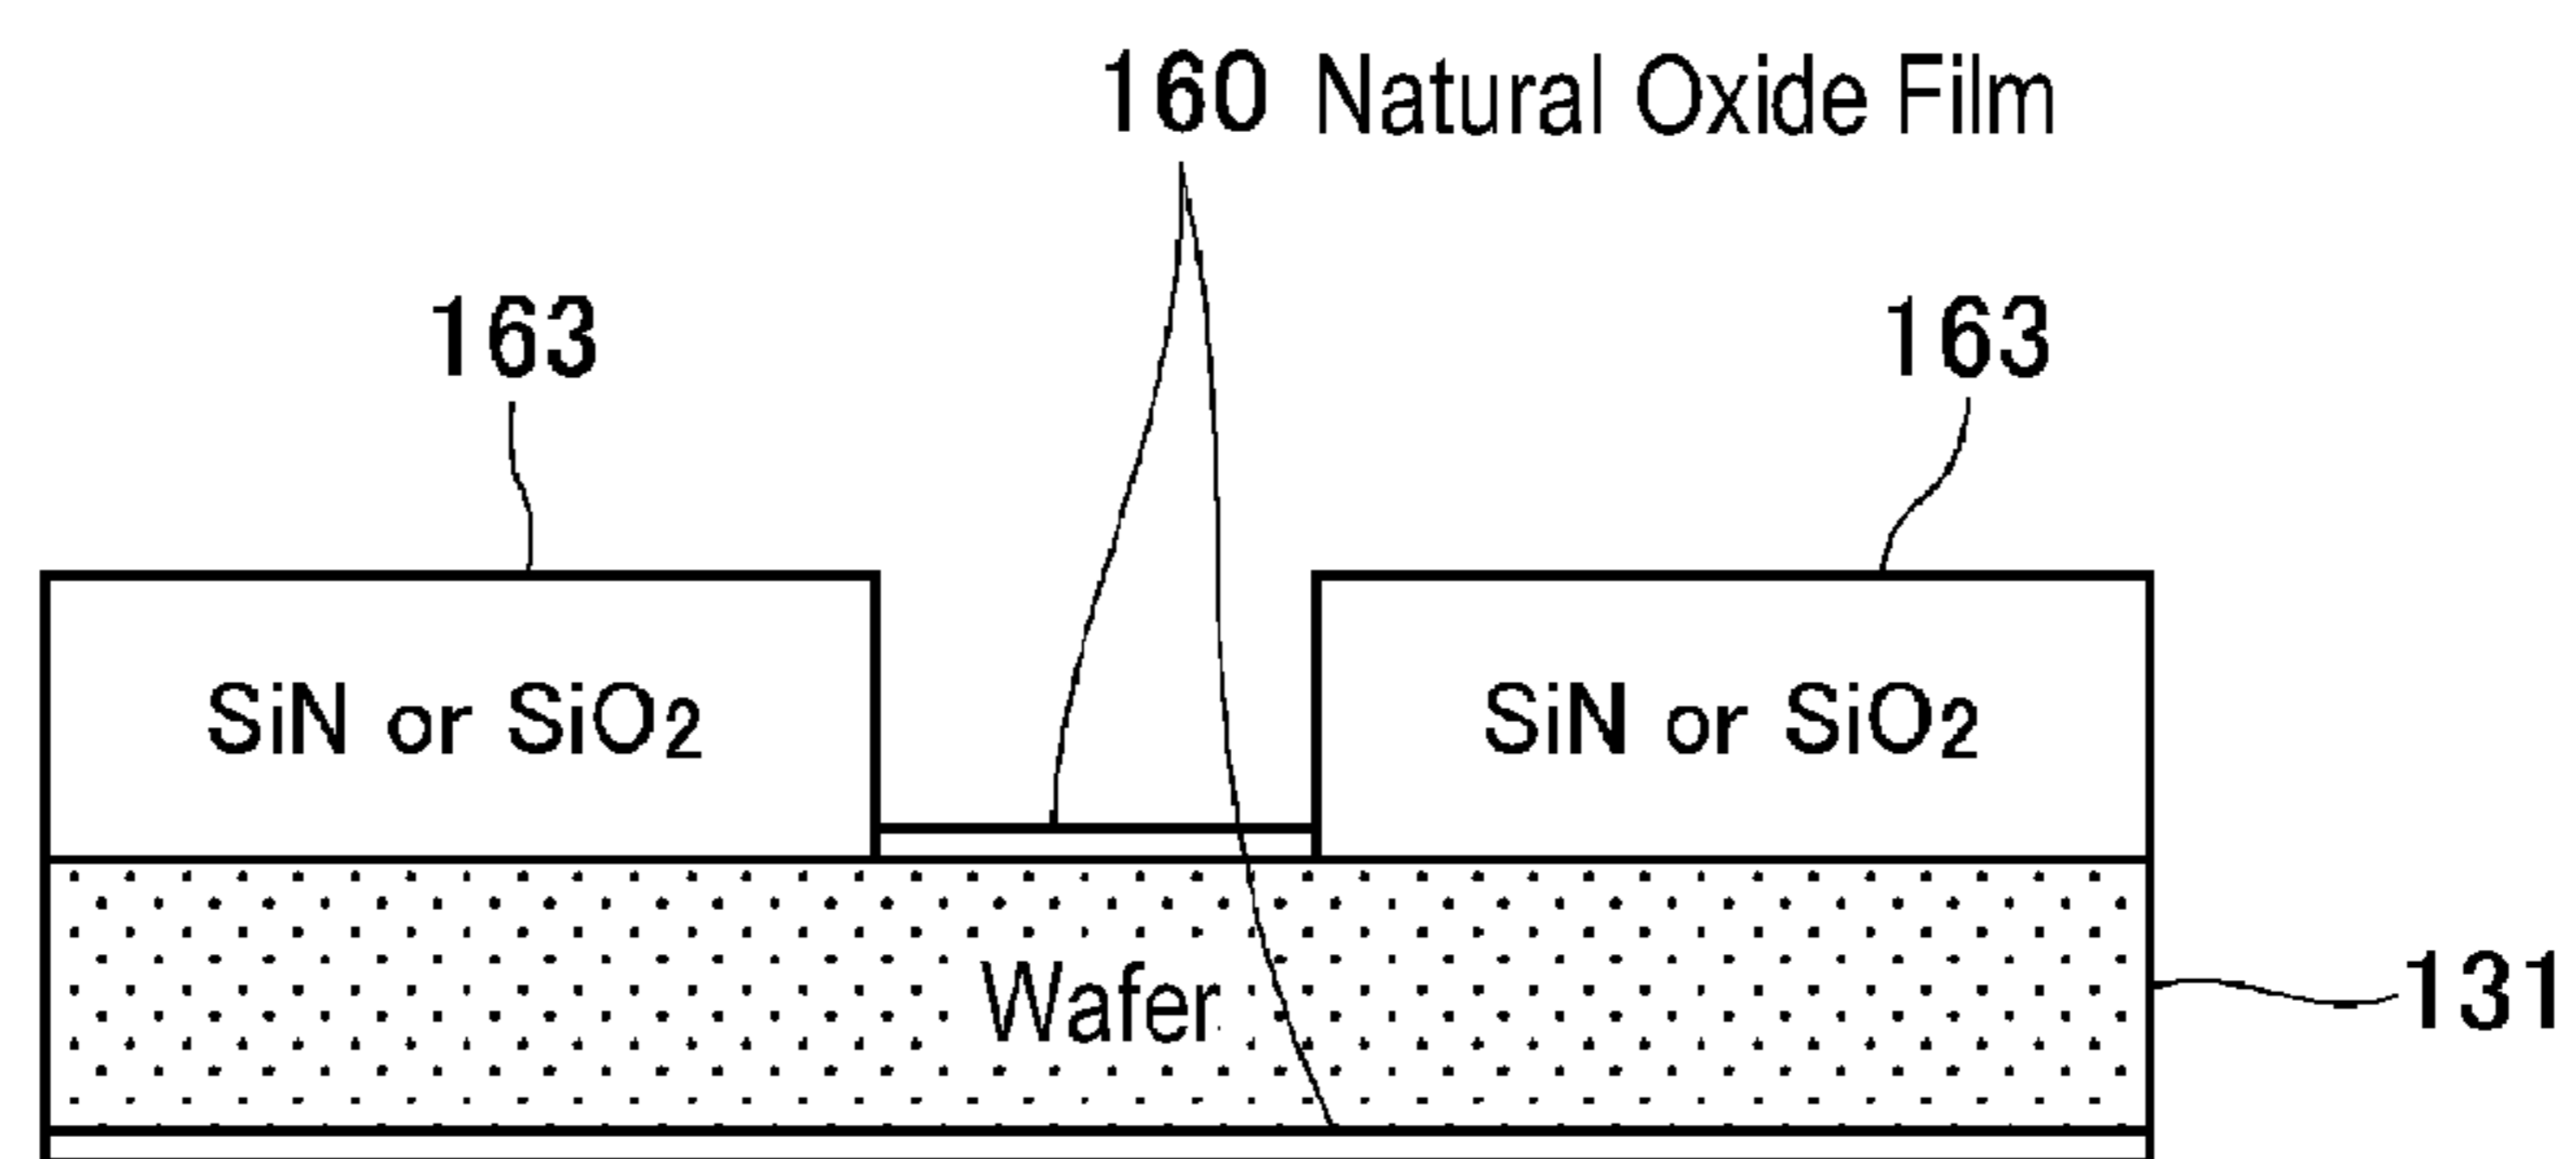 160 Natural Oxide Film
163
163
SiN or SiO2
SiN or SiO2
Wafer
131